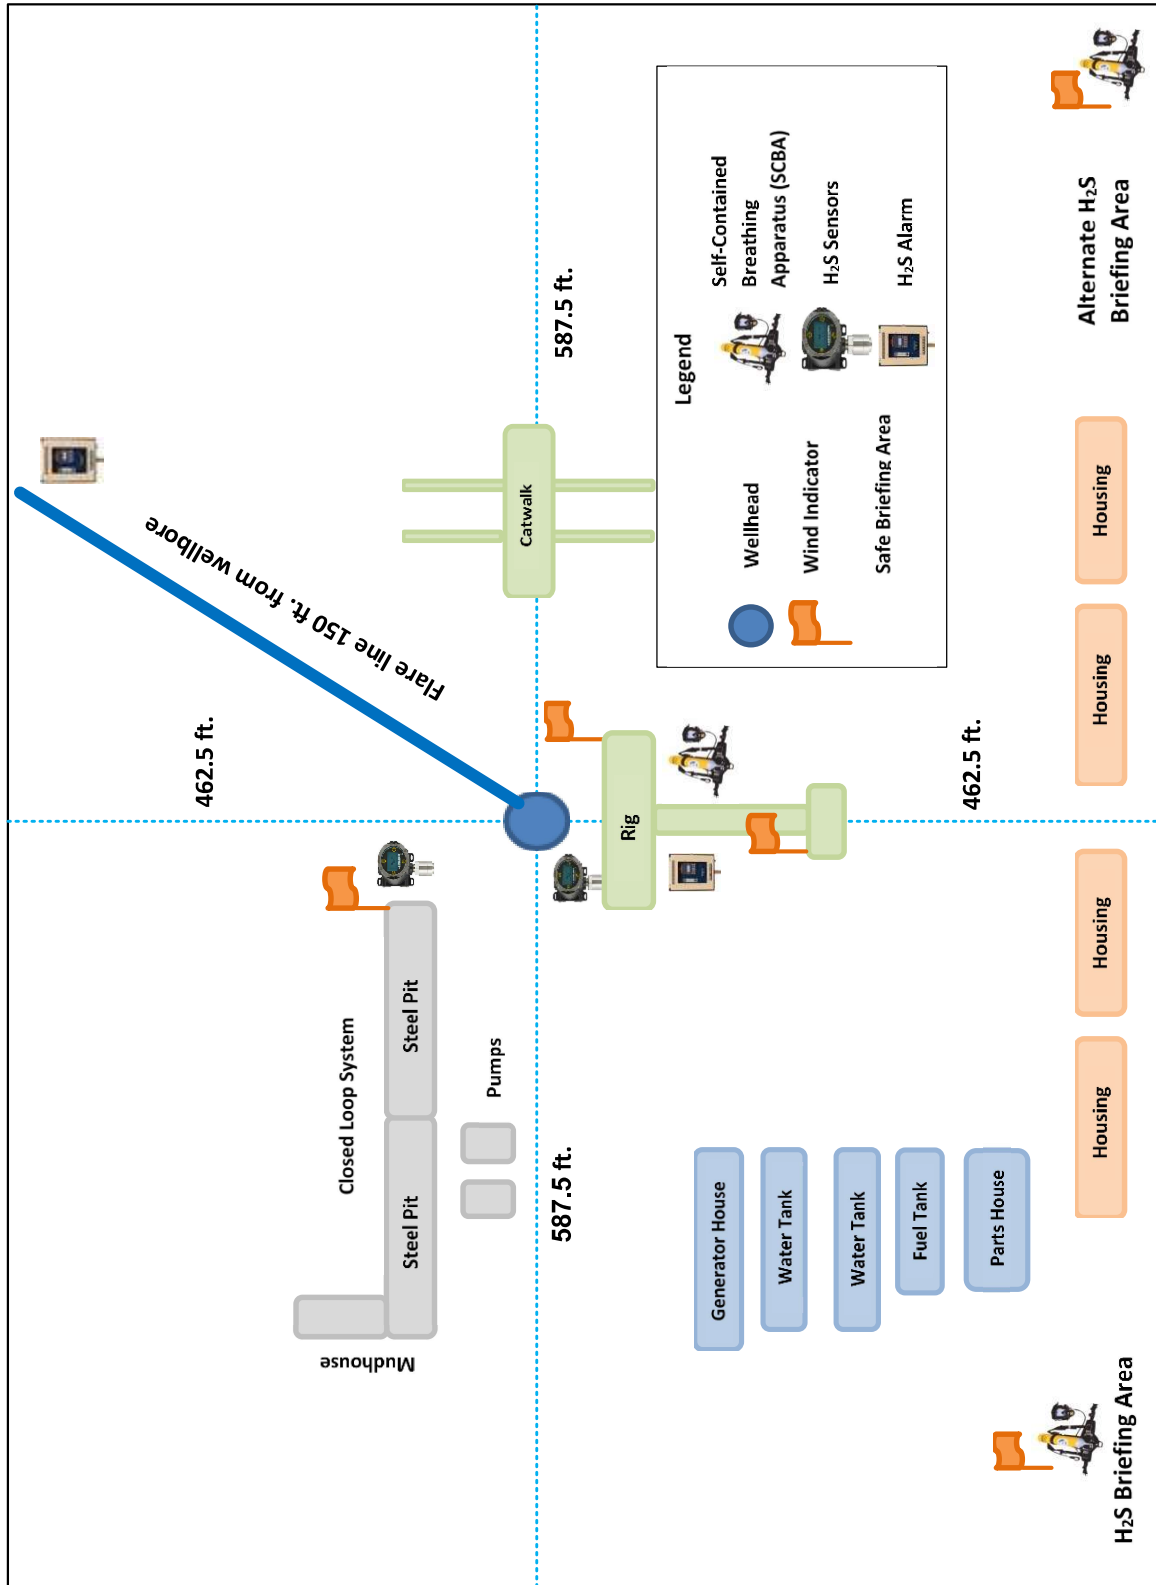 462.5 ft.
Flare line 150 ft. from wellbore
587.5 ft.
Closed Loop System
Steel Pit
Steel Pit
Mudhouse
Pumps
587.5 ft.
Catwalk
Rig
462.5 ft.
Legend
Wellhead
Wind Indicator
Safe Briefing Area
Self-Contained
Breathing
Apparatus (SCBA)
H₂S Sensors
H₂S Alarm
Generator House
Water Tank
Water Tank
Fuel Tank
Parts House
Housing
Housing
Housing
Housing
H₂S Briefing Area
Alternate H₂S
Briefing Area